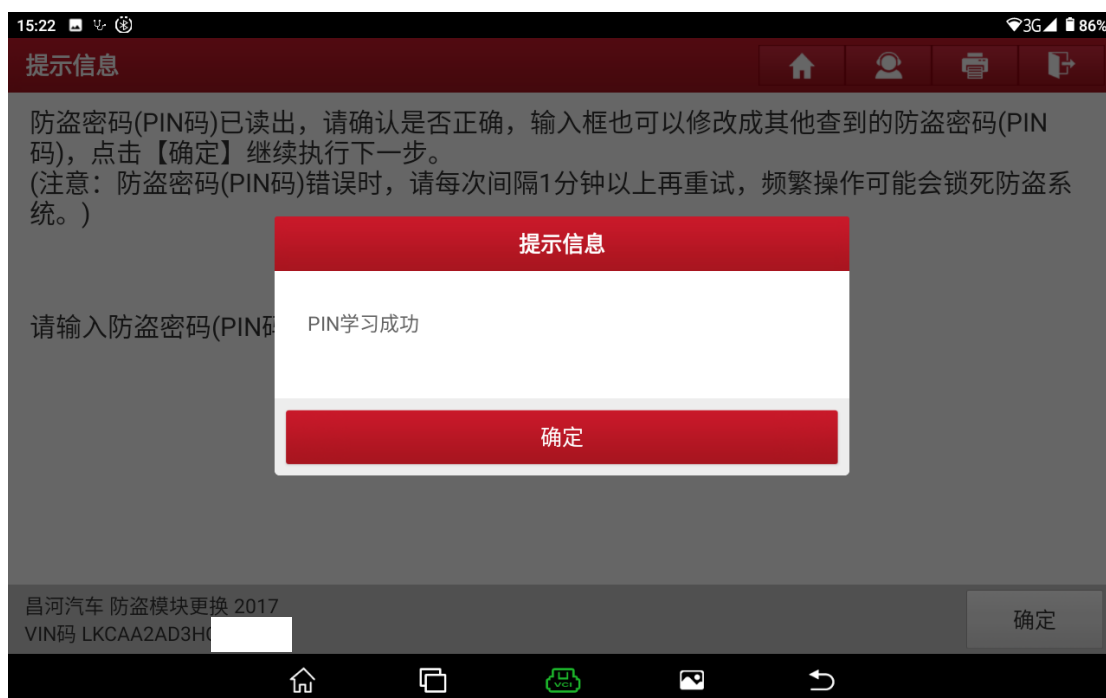 15:22 3G 86%
提示信息
防盗密码(PIN码)已读出，请确认是否正确，输入框也可以修改成其他查到的防盗密码(PIN
码)，点击【确定】继续执行下一步。
(注意：防盗密码(PIN码)错误时，请每次间隔1分钟以上再重试，频繁操作可能会锁死防盗系
统。)
提示信息
请输入防盗密码(PIN
PIN学习成功
确定
昌河汽车 防盗模块更换 2017
VIN码 LKCAA2AD3H
确定
VCI